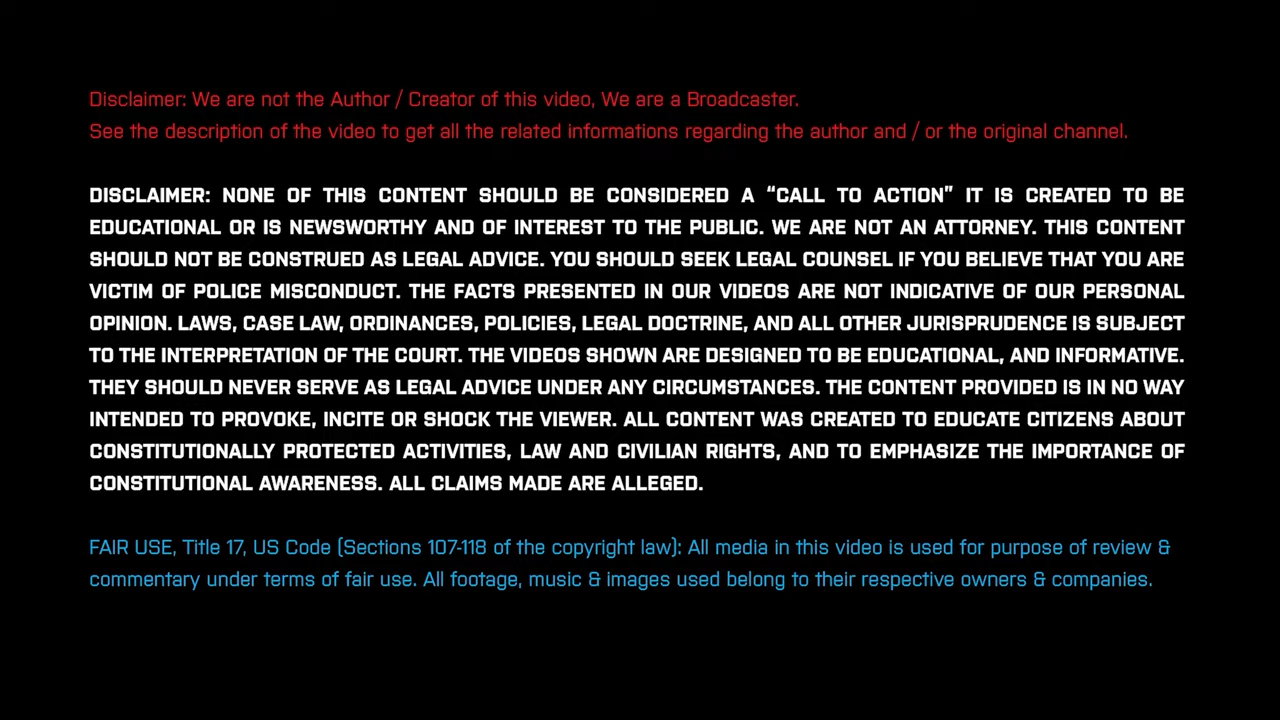 Disclaimer: We are not the Author / Creator of this video, We are a Broadcaster.
See the description of the video to get all the related informations regarding the author and / or the original channel.
DISCLAIMER: NONE OF THIS CONTENT SHOULD BE CONSIDERED A “CALL TO ACTION” IT IS CREATED TO BE
EDUCATIONAL OR IS NEWSWORTHY AND OF INTEREST TO THE PUBLIC. WE ARE NOT AN ATTORNEY. THIS CONTENT
SHOULD NOT BE CONSTRUED AS LEGAL ADVICE. YOU SHOULD SEEK LEGAL COUNSEL IF YOU BELIEVE THAT YOU ARE
VICTIM OF POLICE MISCONDUCT. THE FACTS PRESENTED IN OUR VIDEOS ARE NOT INDICATIVE OF OUR PERSONAL
OPINION. LAWS, CASE LAW, ORDINANCES, POLICIES, LEGAL DOCTRINE, AND ALL OTHER JURISPRUDENCE IS SUBJECT
TO THE INTERPRETATION OF THE COURT. THE VIDEOS SHOWN ARE DESIGNED TO BE EDUCATIONAL, AND INFORMATIVE.
THEY SHOULD NEVER SERVE AS LEGAL ADVICE UNDER ANY CIRCUMSTANCES. THE CONTENT PROVIDED IS IN NO WAY
INTENDED TO PROVOKE, INCITE OR SHOCK THE VIEWER. ALL CONTENT WAS CREATED TO EDUCATE CITIZENS ABOUT
CONSTITUTIONALLY PROTECTED ACTIVITIES, LAW AND CIVILIAN RIGHTS, AND TO EMPHASIZE THE IMPORTANCE OF
CONSTITUTIONAL AWARENESS. ALL CLAIMS MADE ARE ALLEGED.
FAIR USE, Title 17, US Code (Sections 107-118 of the copyright law): All media in this video is used for purpose of review &
commentary under terms of fair use. All footage, music & images used belong to their respective owners & companies.